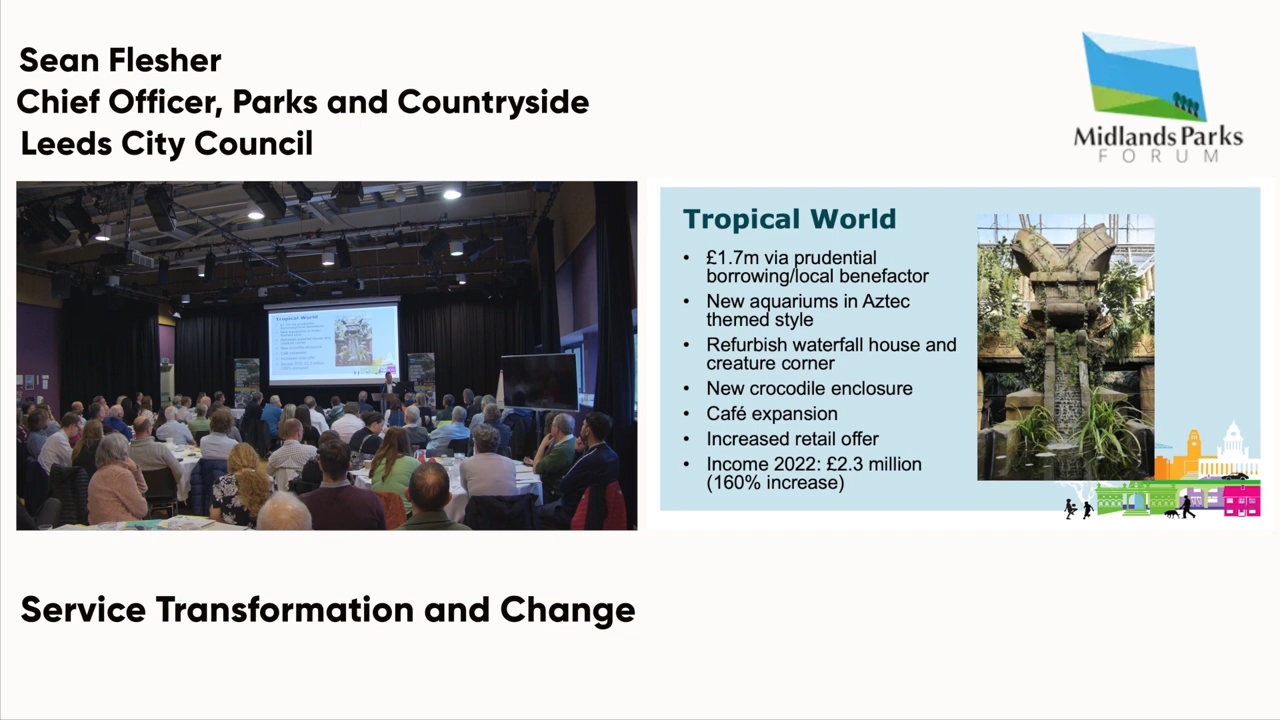 Sean Flesher
Chief Officer, Parks and Countryside
Leeds City Council
Midlands Parks
FORUM
Tropical World
Tropical World
• £1.7m via prudential
borrowing/local benefactor
• New aquariums in Aztec
themed style
• Refurbish waterfall house and
creature corner
• New crocodile enclosure
• Café expansion
• Increased retail offer
• Income 2022: £2.3 million
(160% increase)
Service Transformation and Change